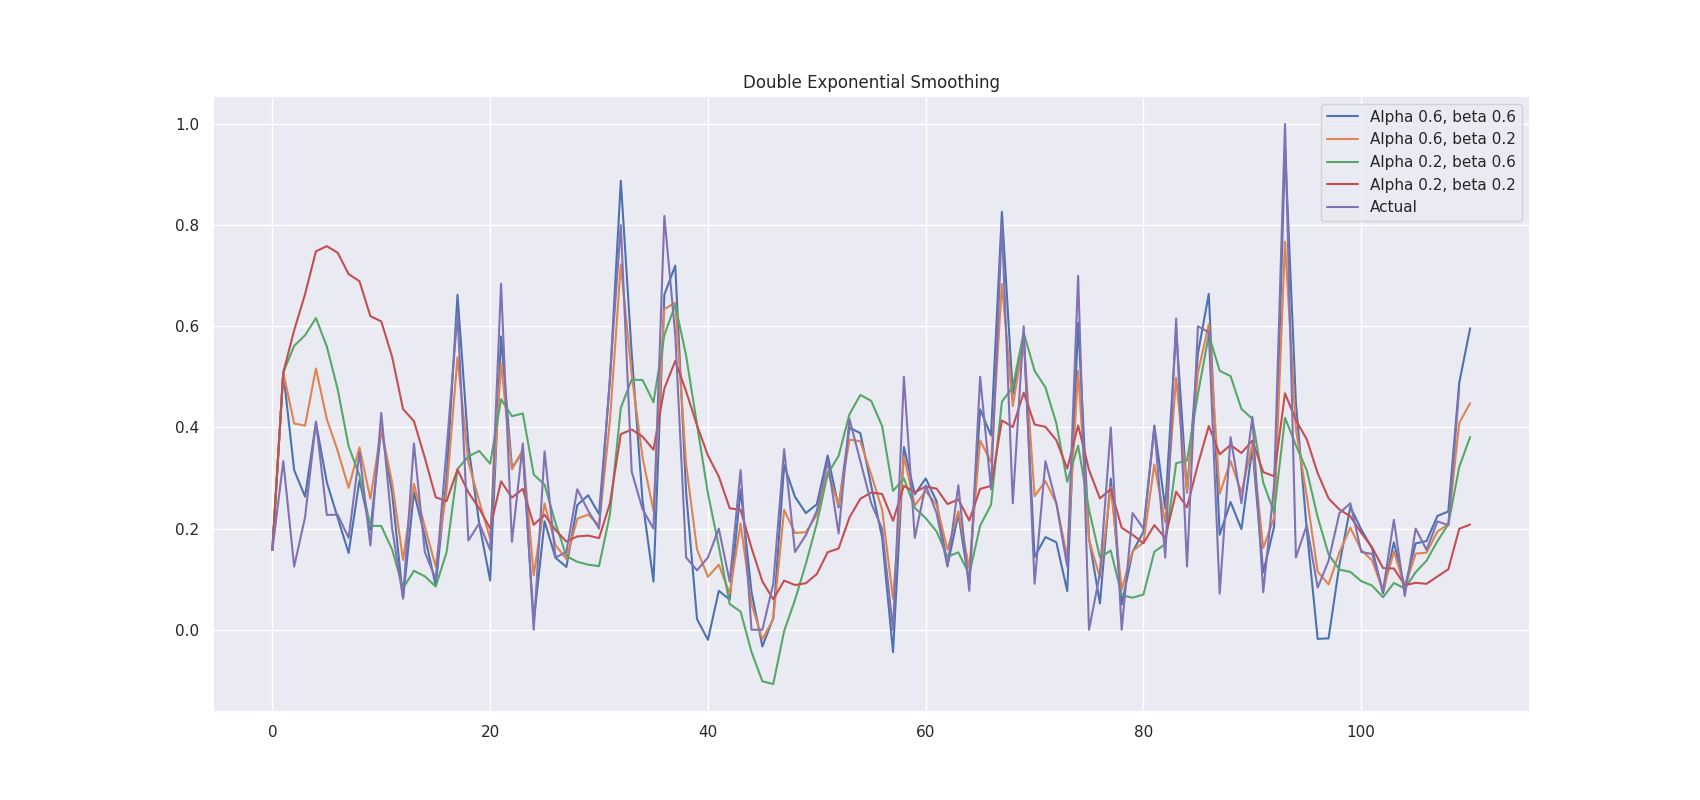 Double Exponential Smoothing
1.0
0.8
0.6
0.4
0.2
0.0
0 20 40 60 80 100
Alpha 0.6, beta 0.6
Alpha 0.6, beta 0.2
Alpha 0.2, beta 0.6
Alpha 0.2, beta 0.2
Actual